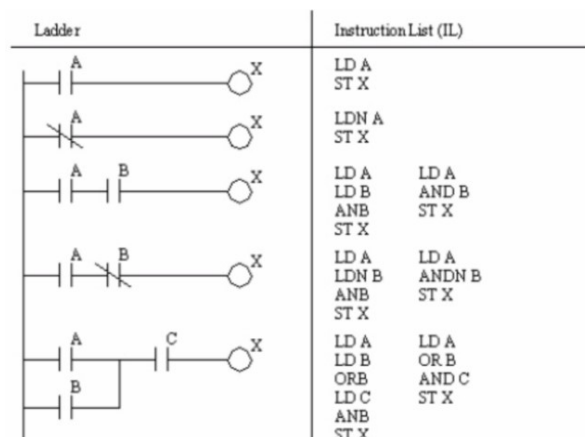 Ladder
Instruction List (IL)
A X
LD A
ST X
A X
LDN A
ST X
A B X
LD A LD A
LD B AND B
ANB ST X
ST X
A B X
LD A LD A
LDN B ANDN B
ANB ST X
ST X
A C X
B
LD A LD A
LD B OR B
ORB AND C
LD C ST X
ANB
ST X